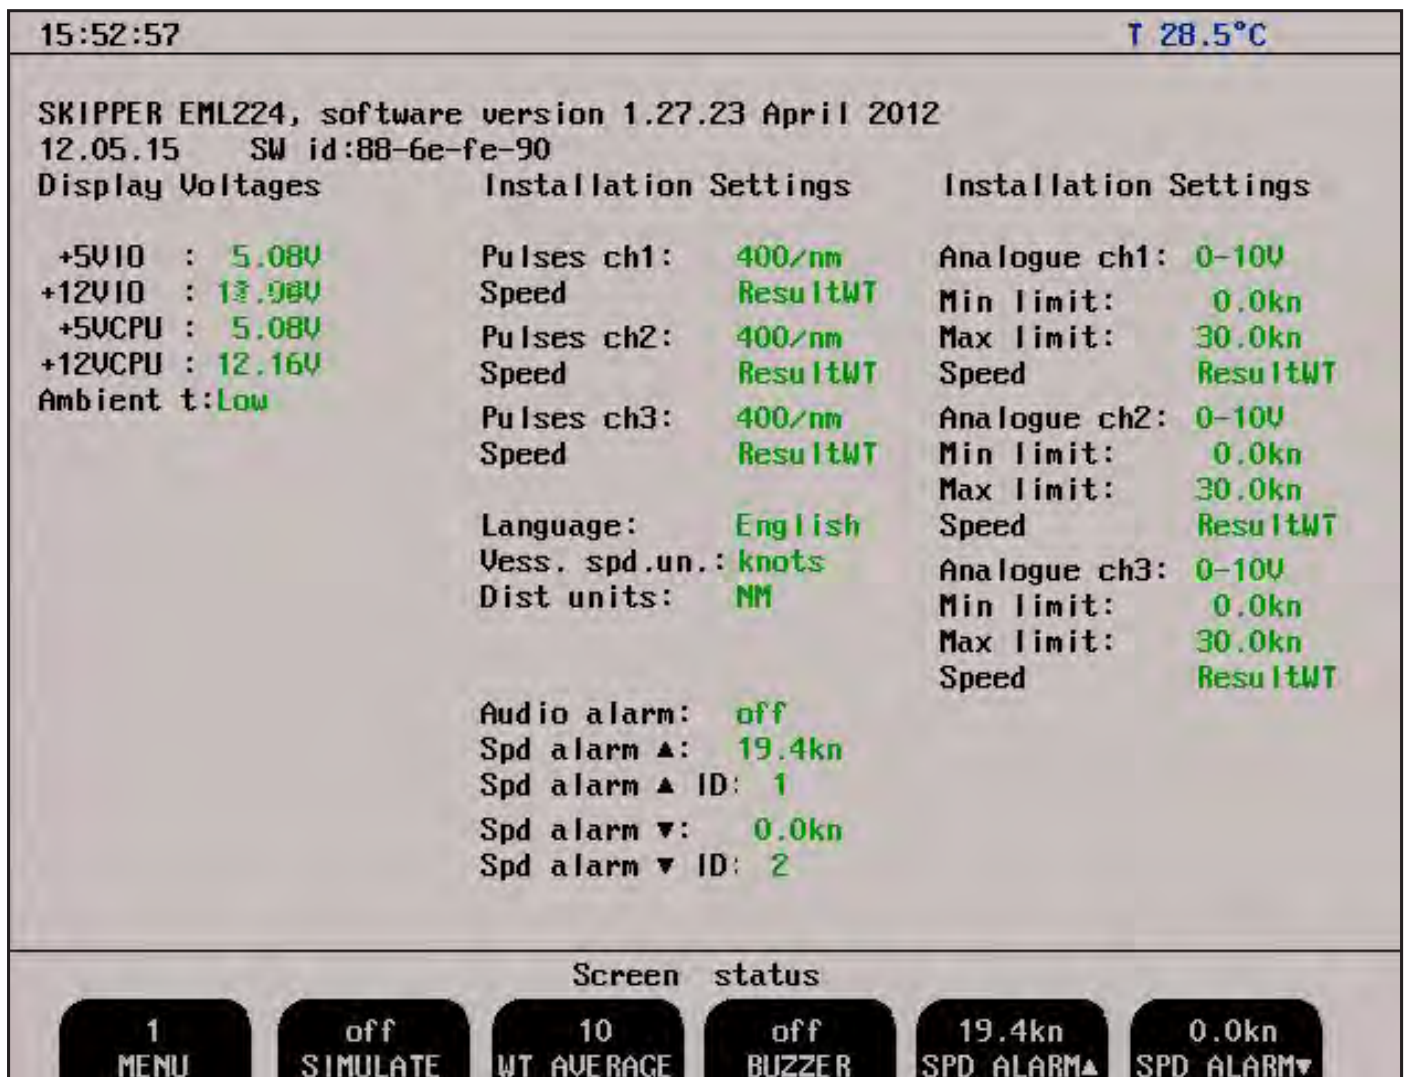 15:52:57
T 28.5°C
SKIPPER EML224, software version 1.27.23 April 2012
12.05.15 SW id:88-6e-fe-90
Display Voltages
+5VIO : 5.08V
+12VIO :
+5VCPU : 5.08V
+12VCPU : 12.16V
Ambient t:Low
Installation Settings
Pulses ch1: 400/nm
Speed ResultWT
Pulses ch2: 400/nm
Speed ResultWT
Pulses ch3: 400/nm
Speed ResultWT
Language: English
Vess. spd.un.: knots
Dist units: NM
Audio alarm: off
Spd alarm ▲: 19.4kn
Spd alarm ▲ ID: 1
Spd alarm ▼: 0.0kn
Spd alarm ▼ ID: 2
Installation Settings
Analogue ch1: 0-10V
Min limit: 0.0kn
Max limit: 30.0kn
Speed ResultWT
Analogue ch2: 0-10V
Min limit: 0.0kn
Max limit: 30.0kn
Speed ResultWT
Analogue ch3: 0-10V
Min limit: 0.0kn
Max limit: 30.0kn
Speed ResultWT
Screen status
1
MENU
off
SIMULATE
10
WT AVERAGE
off
BUZZER
19.4kn
SPD ALARM▲
0.0kn
SPD ALARM▼